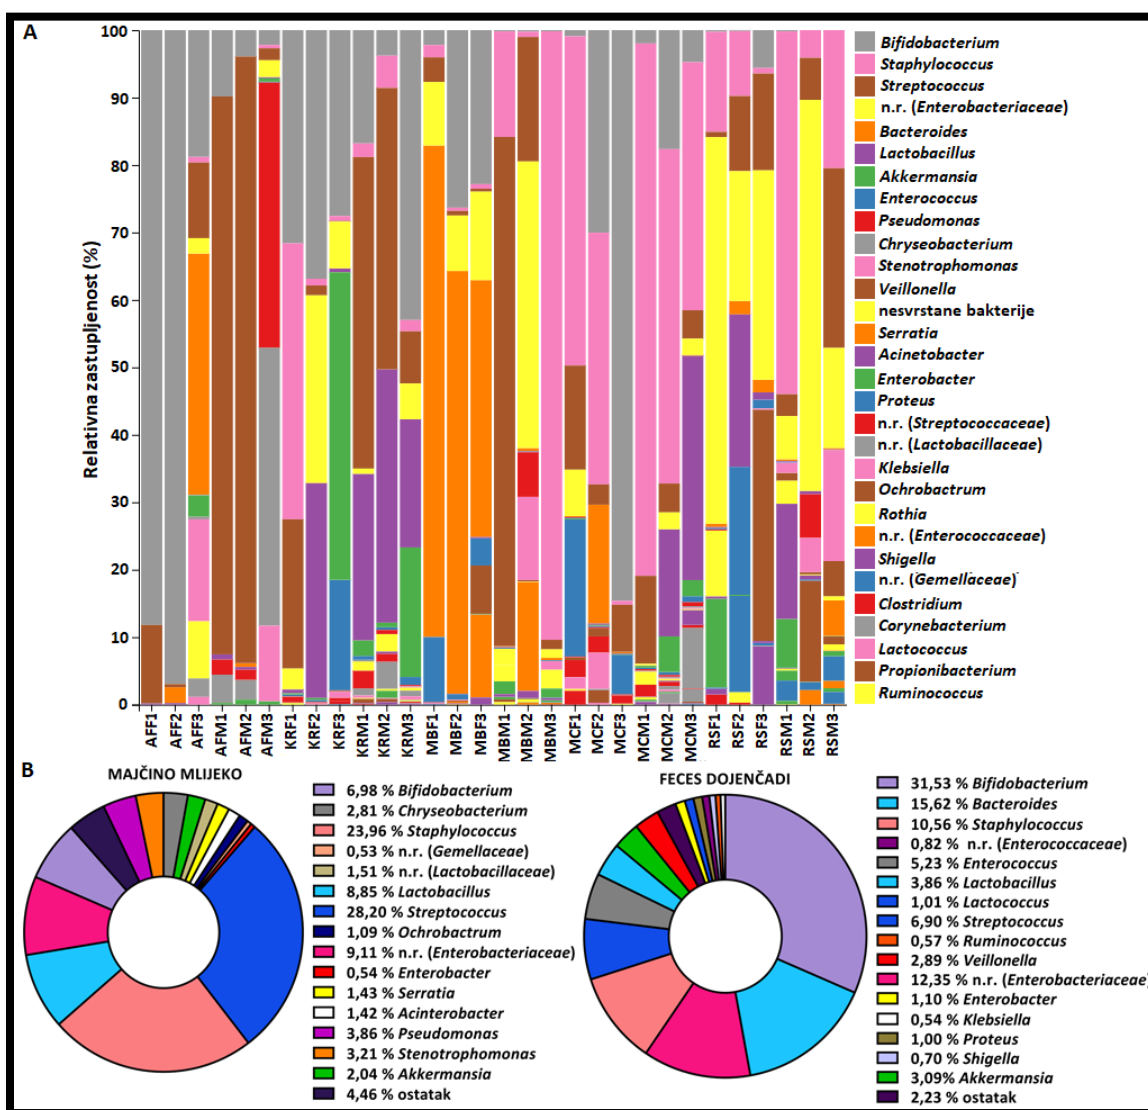 A
Relativna zastupljenost (%)
100
90
80
70
60
50
40
30
20
10
0
AFF1
AFF2
AFF3
AFM1
AFM2
AFM3
KRF1
KRF2
KRF3
KRM1
KRM2
KRM3
MBF1
MBF2
MBF3
MBM1
MBM2
MBM3
MCF1
MCF2
MCF3
MCM1
MCM2
MCM3
RSF1
RSF2
RSF3
RSM1
RSM2
RSM3
Bifidobacterium
Staphylococcus
Streptococcus
n.r. (Enterobacteriaceae)
Bacteroides
Lactobacillus
Akkermansia
Enterococcus
Pseudomonas
Chryseobacterium
Stenotrophomonas
Veillonella
nesvrstane bakterije
Serratia
Acinetobacter
Enterobacter
Proteus
n.r. (Streptococcaceae)
n.r. (Lactobacillaceae)
Klebsiella
Ochrobactrum
Rothia
n.r. (Enterococcaceae)
Shigella
n.r. (Gemellaceae)
Clostridium
Corynebacterium
Lactococcus
Propionibacterium
Ruminococcus
B
MAJČINO MLIJEKO
6,98 % Bifidobacterium
2,81 % Chryseobacterium
23,96 % Staphylococcus
0,53 % n.r. (Gemellaceae)
1,51 % n.r. (Lactobacillaceae)
8,85 % Lactobacillus
28,20 % Streptococcus
1,09 % Ochrobactrum
9,11 % n.r. (Enterobacteriaceae)
0,54 % Enterobacter
1,43 % Serratia
1,42 % Acinterobacter
3,86 % Pseudomonas
3,21 % Stenotrophomonas
2,04 % Akkermansia
4,46 % ostatak
FECES DOJENČADI
31,53 % Bifidobacterium
15,62 % Bacteroides
10,56 % Staphylococcus
0,82 % n.r. (Enterococcaceae)
5,23 % Enterococcus
3,86 % Lactobacillus
1,01 % Lactococcus
6,90 % Streptococcus
0,57 % Ruminococcus
2,89 % Veillonella
12,35 % n.r. (Enterobacteriaceae)
1,10 % Enterobacter
0,54 % Klebsiella
1,00 % Proteus
0,70 % Shigella
3,09% Akkermansia
2,23 % ostatak